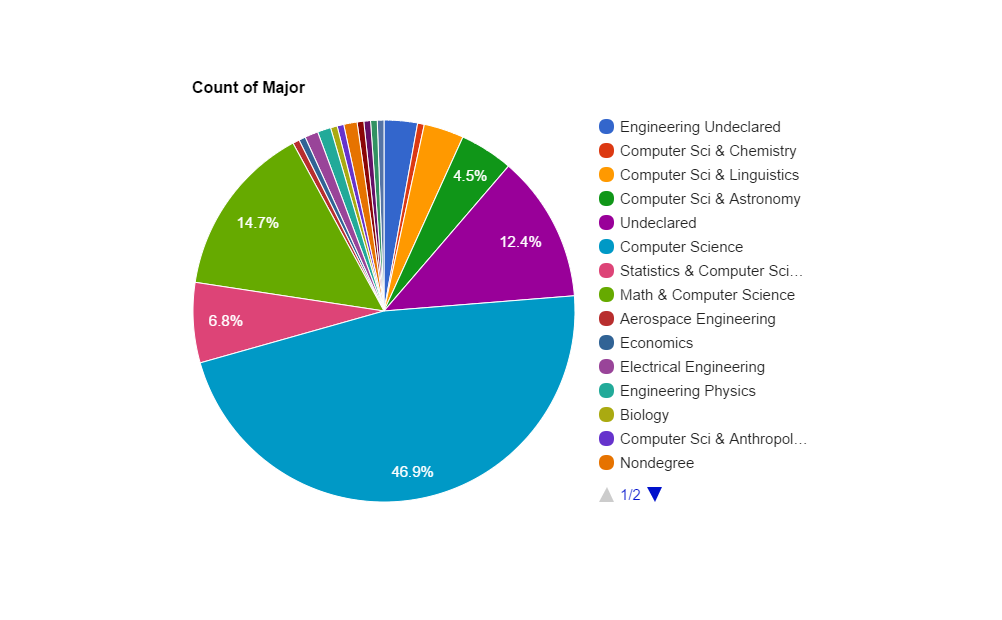 Count of Major
4.5%
12.4%
14.7%
6.8%
46.9%
Engineering Undeclared
Computer Sci & Chemistry
Computer Sci & Linguistics
Computer Sci & Astronomy
Undeclared
Computer Science
Statistics & Computer Sci…
Math & Computer Science
Aerospace Engineering
Economics
Electrical Engineering
Engineering Physics
Biology
Computer Sci & Anthropol…
Nondegree
1/2